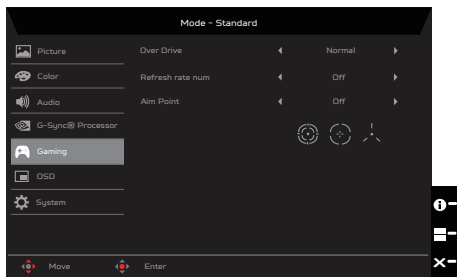 Mode - Standard
Picture
Over Drive Normal
Color
Refresh rate num Off
Audio
Aim Point Off
G-Sync® Processor
Gaming
OSD
System
Move Enter